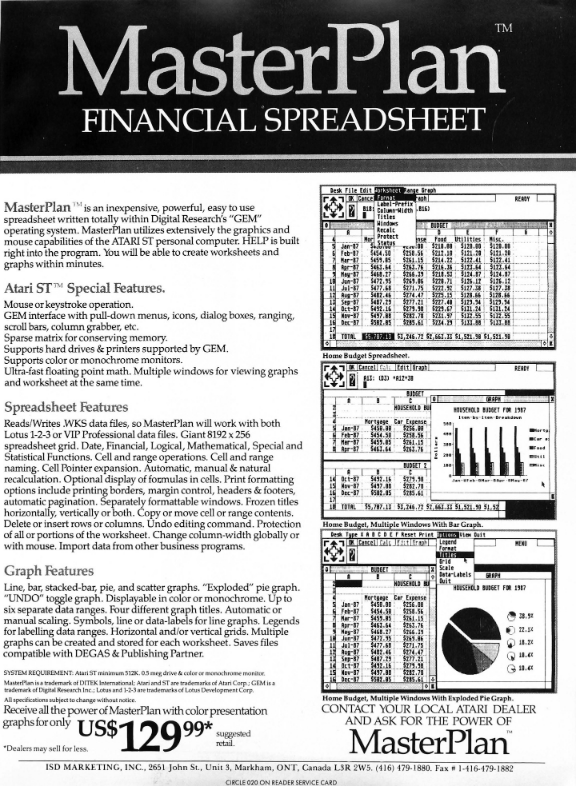 MasterPlan™
FINANCIAL SPREADSHEET
MasterPlan™ is an inexpensive, powerful, easy to use
spreadsheet written totally within Digital Research's "GEM"
operating system. MasterPlan utilizes extensively the graphics and
mouse capabilities of the ATARI ST personal computer. HELP is built
right into the program. You will be able to create worksheets and
graphs within minutes.
Atari ST™ Special Features.
Mouse or keystroke operation.
GEM interface with pull-down menus, icons, dialog boxes, ranging,
scroll bars, column grabber, etc.
Sparse matrix for conserving memory.
Supports hard drives & printers supported by GEM.
Supports color or monochrome monitors.
Ultra-fast floating point math. Multiple windows for viewing graphs
and worksheet at the same time.
Spreadsheet Features
Reads/Writes .WKS data files, so MasterPlan will work with both
Lotus 1-2-3 or VIP Professional data files. Giant 8192 x 256
spreadsheet grid. Date, Financial, Logical, Mathematical, Special and
Statistical Functions. Cell and range operations. Cell and range
naming. Cell Pointer expansion. Automatic, manual & natural
recalculation. Optional display of formulas in cells. Print formatting
options include printing borders, margin control, headers & footers,
automatic pagination. Separately formattable windows. Frozen titles
horizontally, vertically or both. Copy or move cell or range contents.
Delete or insert rows or columns. Undo editing command. Protection
of all or portions of the worksheet. Change column-width globally or
with mouse. Import data from other business programs.
Graph Features
Line, bar, stacked-bar, pie, and scatter graphs. "Exploded" pie graph.
"UNDO" toggle graph. Displayable in color or monochrome. Up to
six separate data ranges. Four different graph titles. Automatic or
manual scaling. Symbols, line or data-labels for line graphs. Legends
for labelling data ranges. Horizontal and/or vertical grids. Multiple
graphs can be created and stored for each worksheet. Saves files
compatible with DEGAS & Publishing Partner.
SYSTEM REQUIREMENT: Atari ST minimum 512K. 0.5 meg drive & color or monochrome monitor.
MasterPlan is a trademark of DITEK International; Atari and ST are trademarks of Atari Corp.; GEM is a
trademark of Digital Research Inc.; Lotus and 1-2-3 are trademarks of Lotus Development Corp.
All specifications subject to change without notice.
Receive all the power of MasterPlan with color presentation
graphs for only US$129.99* suggested
retail.
*Dealers may sell for less.
Desk File Edit Worksheet Range Graph
Format
Label-Prefix
Column-Width
Titles
Windows
Recalc
Protect
Status
READY
BUDGET
Food Utilities Misc.
TOTAL
Home Budget Spreadsheet.
OK Cancel Edit Graph
READY
A13: (D3) ^A12+28
BUDGET
HOUSEHOLD BU
Mortgage Car Expense
GRAPH
HOUSEHOLD BUDGET FOR 1987
Item-by-Item Breakdown
Dollars
TOTAL
Home Budget, Multiple Windows With Bar Graph.
Desk Type X A B C D E F Reset Print Options View Quit
Legend
Format
Titles
Grid
Scale
Data-Labels
Quit
MENU
BUDGET
HOUSEHOLD BU
Mortgage Car Expense
GRAPH
HOUSEHOLD BUDGET FOR 1987
Home Budget, Multiple Windows With Exploded Pie Graph.
CONTACT YOUR LOCAL ATARI DEALER
AND ASK FOR THE POWER OF
MasterPlan™
ISD MARKETING, INC., 2651 John St., Unit 3, Markham, ONT, Canada L3R 2W5. (416) 479-1880. Fax # 1-416-479-1882
CIRCLE 020 ON READER SERVICE CARD